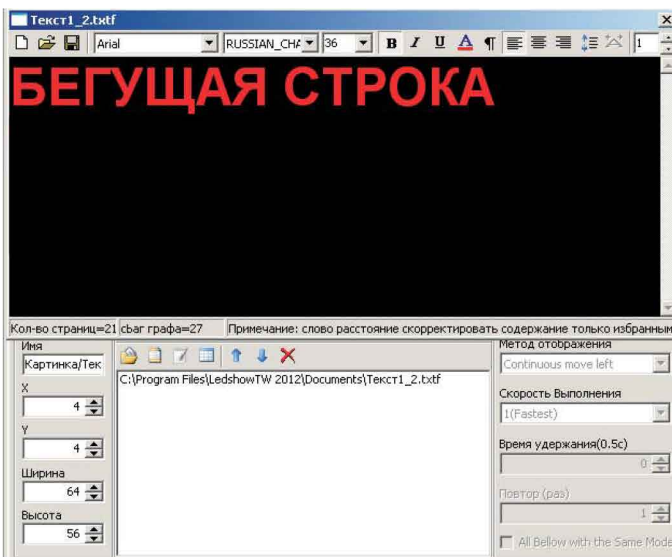 Текст1_2.txtf
Arial RUSSIAN_CHA 36 B I U A ¶ 1
БЕГУЩАЯ СТРОКА
Кол-во страниц=21 сbаг графа=27 Примечание: слово расстояние скорректировать содержание только избранным
Имя
Картинка/Тек
X
4
Y
4
Ширина
64
Высота
56
C:\Program Files\LedshowTW 2012\Documents\Текст1_2.txtf
Метод отображения
Continuous move left
Скорость Выполнения
1(Fastest)
Время удержания(0.5с)
0
Повтор (раз)
1
All Bellow with the Same Mode